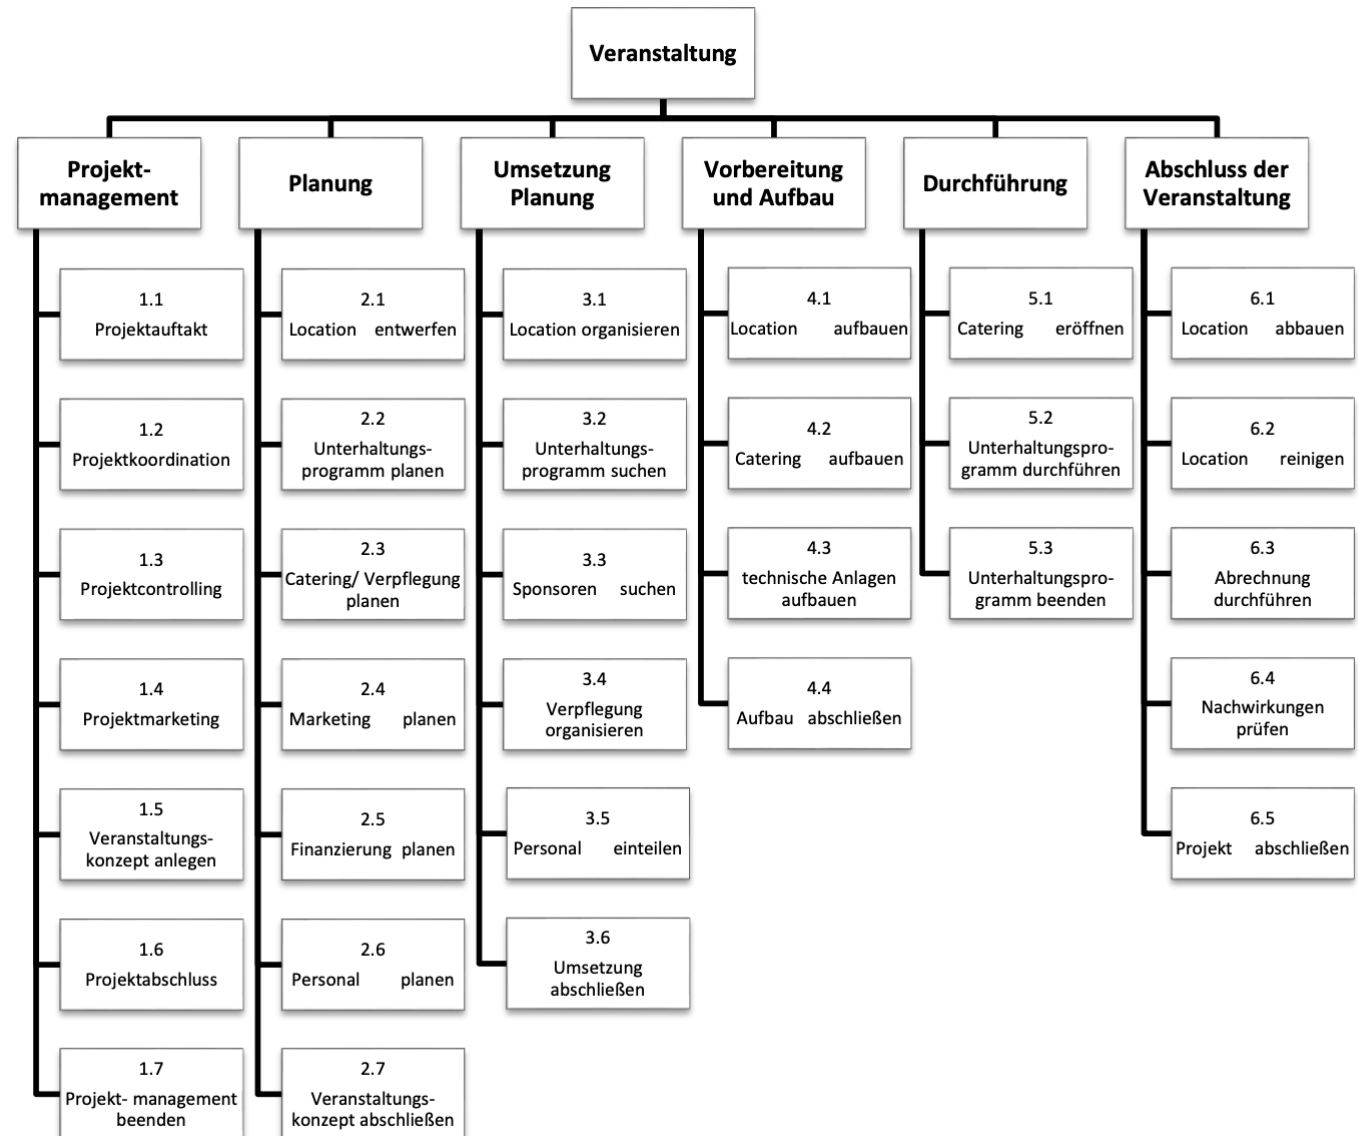 Veranstaltung
Projekt-
management
1.1
Projektauftakt
1.2
Projektkoordination
1.3
Projektcontrolling
1.4
Projektmarketing
1.5
Veranstaltungs-
konzept anlegen
1.6
Projektabschluss
1.7
Projekt- management
beenden
Planung
2.1
Location entwerfen
2.2
Unterhaltungs-
programm planen
2.3
Catering/ Verpflegung
planen
2.4
Marketing planen
2.5
Finanzierung planen
2.6
Personal planen
2.7
Veranstaltungs-
konzept abschließen
Umsetzung
Planung
3.1
Location organisieren
3.2
Unterhaltungs-
programm suchen
3.3
Sponsoren suchen
3.4
Verpflegung
organisieren
3.5
Personal einteilen
3.6
Umsetzung
abschließen
Vorbereitung
und Aufbau
4.1
Location aufbauen
4.2
Catering aufbauen
4.3
technische Anlagen
aufbauen
4.4
Aufbau abschließen
Durchführung
5.1
Catering eröffnen
5.2
Unterhaltungspro-
gramm durchführen
5.3
Unterhaltungspro-
gramm beenden
Abschluss der
Veranstaltung
6.1
Location abbauen
6.2
Location reinigen
6.3
Abrechnung
durchführen
6.4
Nachwirkungen
prüfen
6.5
Projekt abschließen